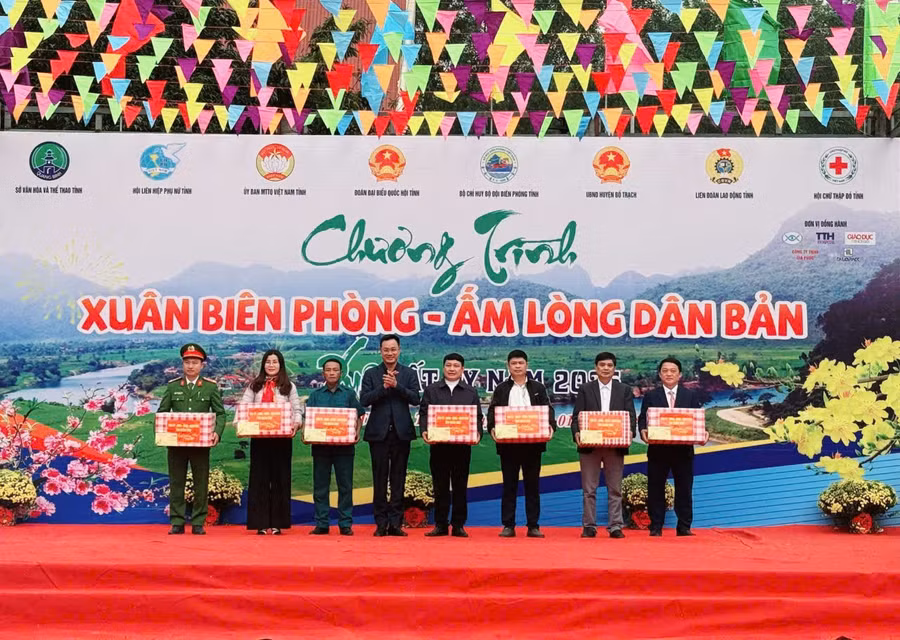 SỞ VĂN HÓA VÀ THỂ THAO TỈNH
HỘI LIÊN HIỆP PHỤ NỮ TỈNH
ỦY BAN MTTQ VIỆT NAM TỈNH
ĐOÀN ĐẠI BIỂU QUỐC HỘI TỈNH
BỘ CHỈ HUY BỘ ĐỘI BIÊN PHÒNG TỈNH
UBND HUYỆN BỐ TRẠCH
LIÊN ĐOÀN LAO ĐỘNG TỈNH
HỘI CHỮ THẬP ĐỎ TỈNH
ĐƠN VỊ ĐỒNG HÀNH
TTH
GIÁO DỤC
Chương Trình
XUÂN BIÊN PHÒNG - ẤM LÒNG DÂN BẢN